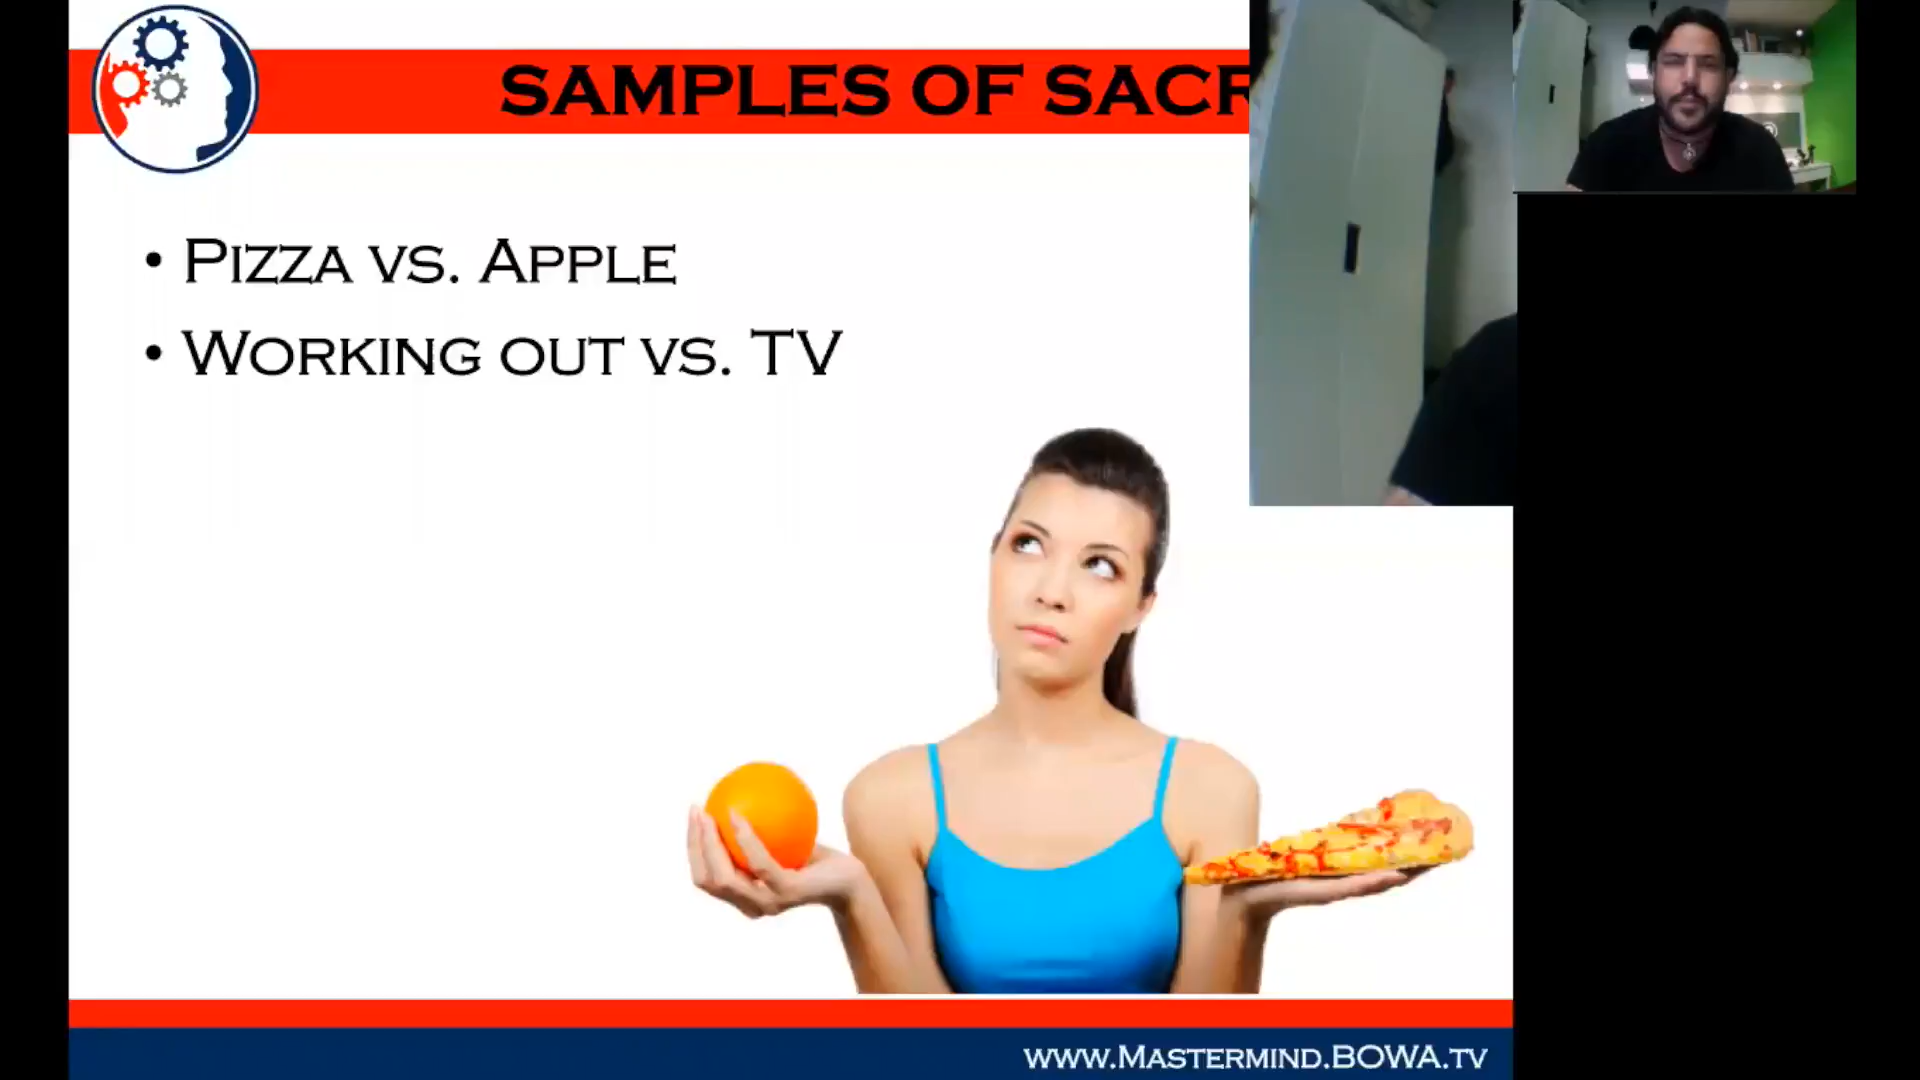 SAMPLES OF SACR
• Pizza vs. Apple
• Working out vs. TV
www.Mastermind.BOWA.tv